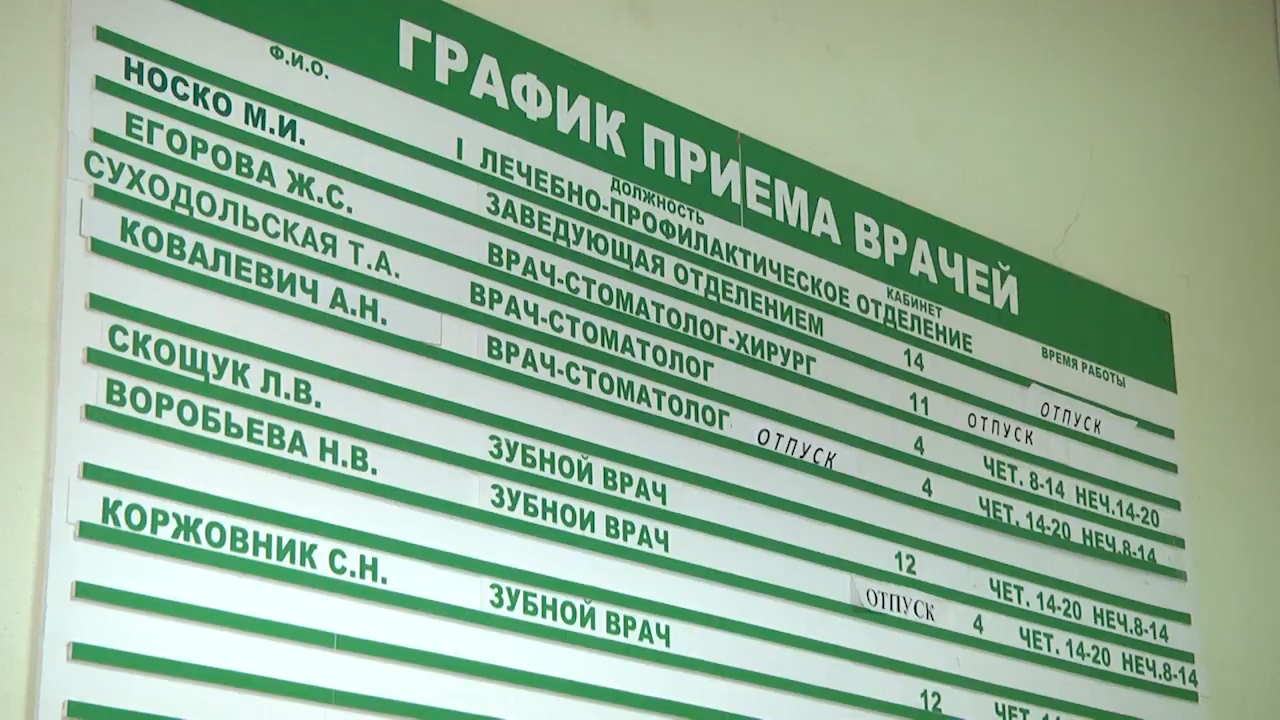 ГРАФИК ПРИЕМА ВРАЧЕЙ
Ф.И.О. ДОЛЖНОСТЬ КАБИНЕТ ВРЕМЯ РАБОТЫ
I ЛЕЧЕБНО-ПРОФИЛАКТИЧЕСКОЕ ОТДЕЛЕНИЕ
НОСКО М.И. ЗАВЕДУЮЩАЯ ОТДЕЛЕНИЕМ 14 ОТПУСК
ЕГОРОВА Ж.С. ВРАЧ-СТОМАТОЛОГ-ХИРУРГ 11 ОТПУСК
СУХОДОЛЬСКАЯ Т.А. ВРАЧ-СТОМАТОЛОГ 4 ЧЕТ. 8-14 НЕЧ.14-20
КОВАЛЕВИЧ А.Н. ВРАЧ-СТОМАТОЛОГ ОТПУСК 4 ЧЕТ. 14-20 НЕЧ.8-14
СКОЩУК Л.В. ЗУБНОЙ ВРАЧ 12 ЧЕТ. 14-20 НЕЧ.8-14
ВОРОБЬЕВА Н.В. ЗУБНОЙ ВРАЧ ОТПУСК 4 ЧЕТ. 14-20 НЕЧ.8-14
КОРЖОВНИК С.Н. ЗУБНОЙ ВРАЧ 12 ЧЕТ.